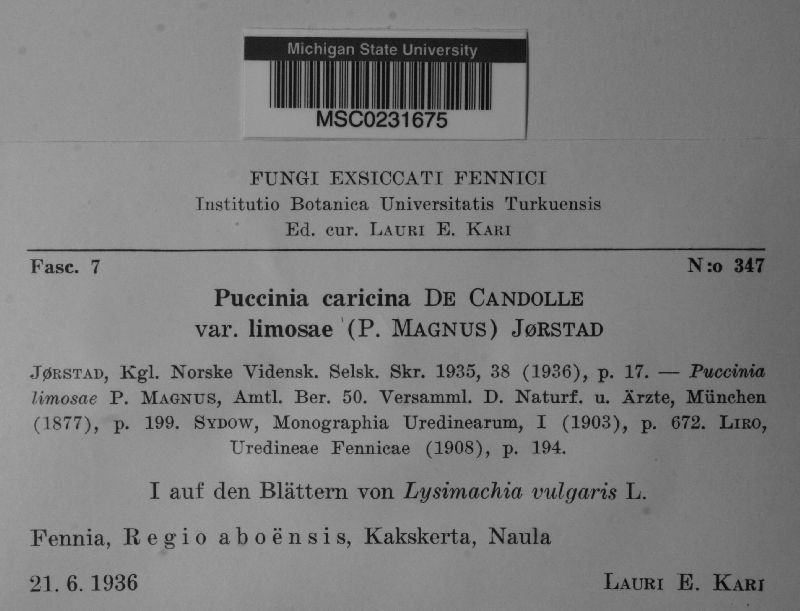 Michigan State University
MSC0231675
FUNGI EXSICCATI FENNICI
Institutio Botanica Universitatis Turkuensis
Ed. cur. LAURI E. KARI
Fasc. 7 N:o 347
Puccinia caricina DE CANDOLLE
var. limosae (P. MAGNUS) JØRSTAD
JØRSTAD, Kgl. Norske Vidensk. Selsk. Skr. 1935, 38 (1936), p. 17. — Puccinia
limosae P. MAGNUS, Amtl. Ber. 50. Versamml. D. Naturf. u. Ärzte, München
(1877), p. 199. SYDOW, Monographia Uredinearum, I (1903), p. 672. LIRO,
Uredineae Fennicae (1908), p. 194.
I auf den Blättern von Lysimachia vulgaris L.
Fennia, Regio aboënsis, Kakskerta, Naula
21. 6. 1936 LAURI E. KARI